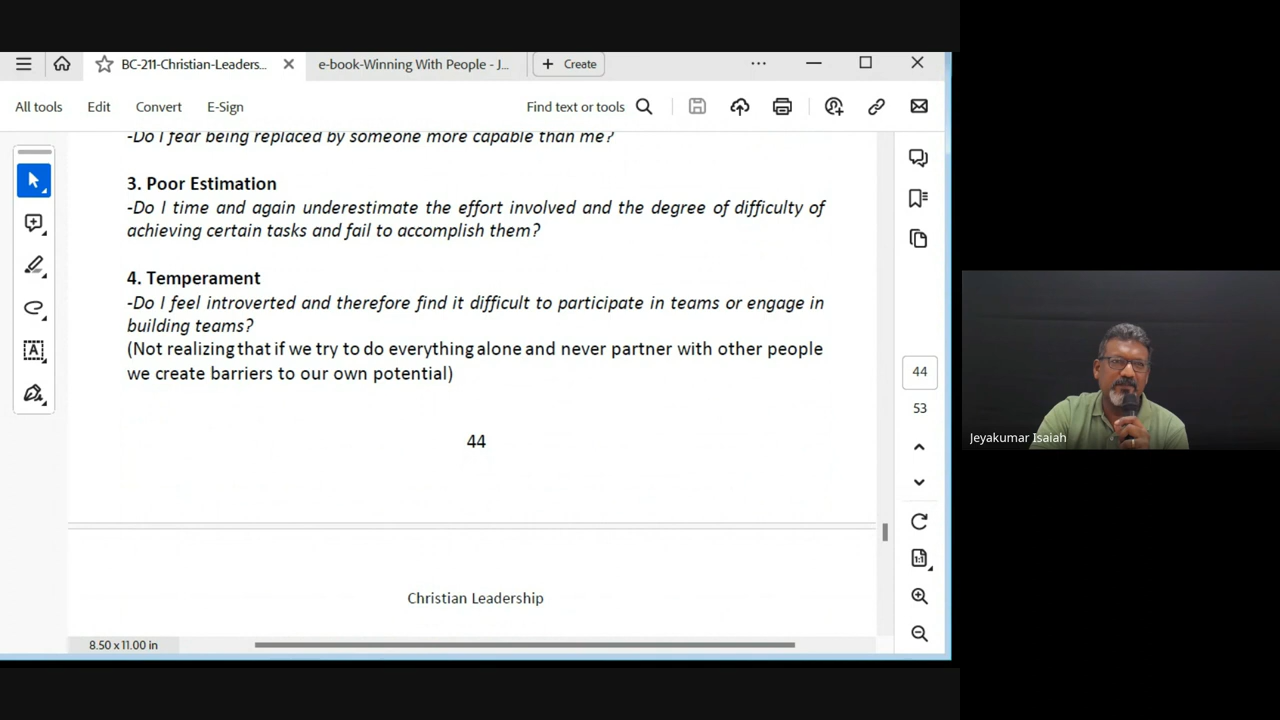 BC-211-Christian-Leaders...
e-book-Winning With People - J...
Create
All tools
Edit
Convert
E-Sign
Find text or tools
-Do I fear being replaced by someone more capable than me?
3. Poor Estimation
-Do I time and again underestimate the effort involved and the degree of difficulty of
achieving certain tasks and fail to accomplish them?
4. Temperament
-Do I feel introverted and therefore find it difficult to participate in teams or engage in
building teams?
(Not realizing that if we try to do everything alone and never partner with other people
we create barriers to our own potential)
44
Christian Leadership
8.50 x 11.00 in
44
53
1:1
Jeyakumar Isaiah